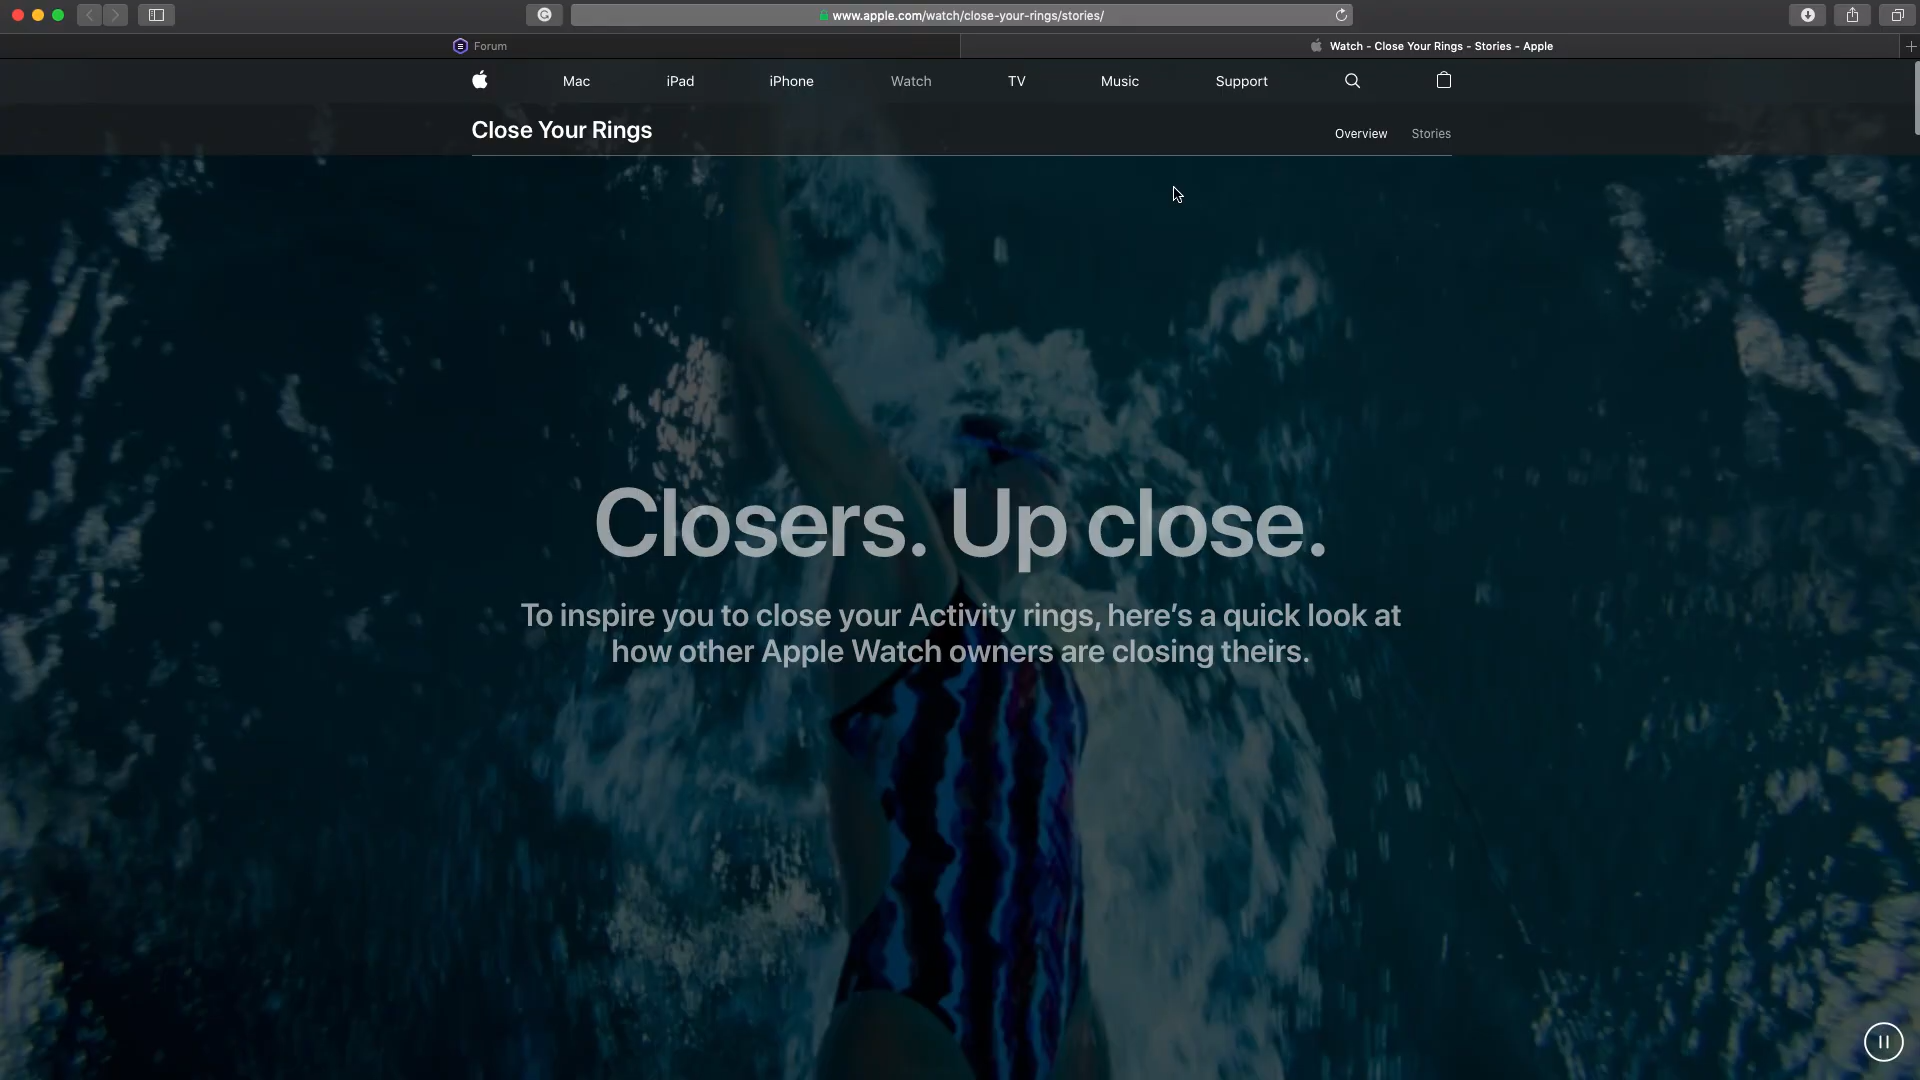 www.apple.com/watch/close-your-rings/stories/
Forum
Watch - Close Your Rings - Stories - Apple
Mac iPad iPhone Watch TV Music Support
Close Your Rings
Overview Stories
Closers. Up close.
To inspire you to close your Activity rings, here’s a quick look at
how other Apple Watch owners are closing theirs.